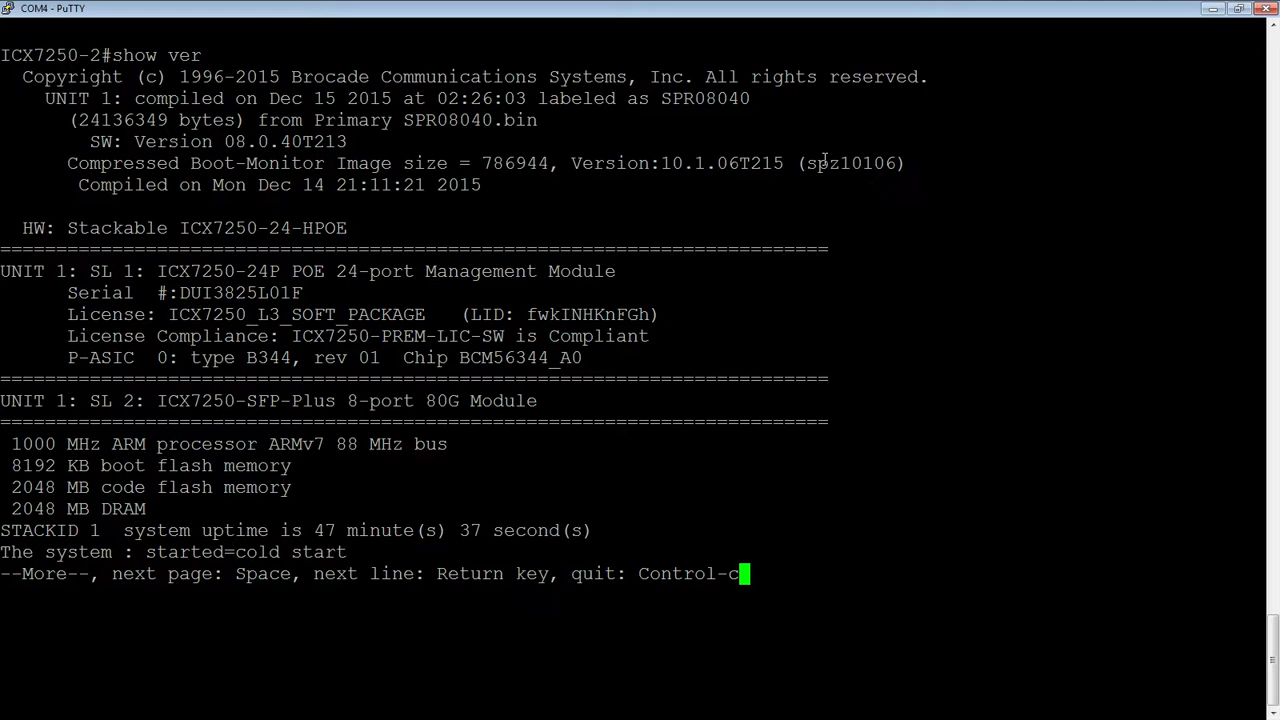 COM4 - PuTTY
ICX7250-2#show ver
Copyright (c) 1996-2015 Brocade Communications Systems, Inc. All rights reserved.
UNIT 1: compiled on Dec 15 2015 at 02:26:03 labeled as SPR08040
(24136349 bytes) from Primary SPR08040.bin
SW: Version 08.0.40T213
Compressed Boot-Monitor Image size = 786944, Version:10.1.06T215 (spz10106)
Compiled on Mon Dec 14 21:11:21 2015
HW: Stackable ICX7250-24-HPOE
==========================================================================
UNIT 1: SL 1: ICX7250-24P POE 24-port Management Module
Serial  #:DUI3825L01F
License: ICX7250_L3_SOFT_PACKAGE   (LID: fwkINHKnFGh)
License Compliance: ICX7250-PREM-LIC-SW is Compliant
P-ASIC  0: type B344, rev 01  Chip BCM56344_A0
==========================================================================
UNIT 1: SL 2: ICX7250-SFP-Plus 8-port 80G Module
==========================================================================
1000 MHz ARM processor ARMv7 88 MHz bus
8192 KB boot flash memory
2048 MB code flash memory
2048 MB DRAM
STACKID 1  system uptime is 47 minute(s) 37 second(s)
The system : started=cold start
--More--, next page: Space, next line: Return key, quit: Control-c